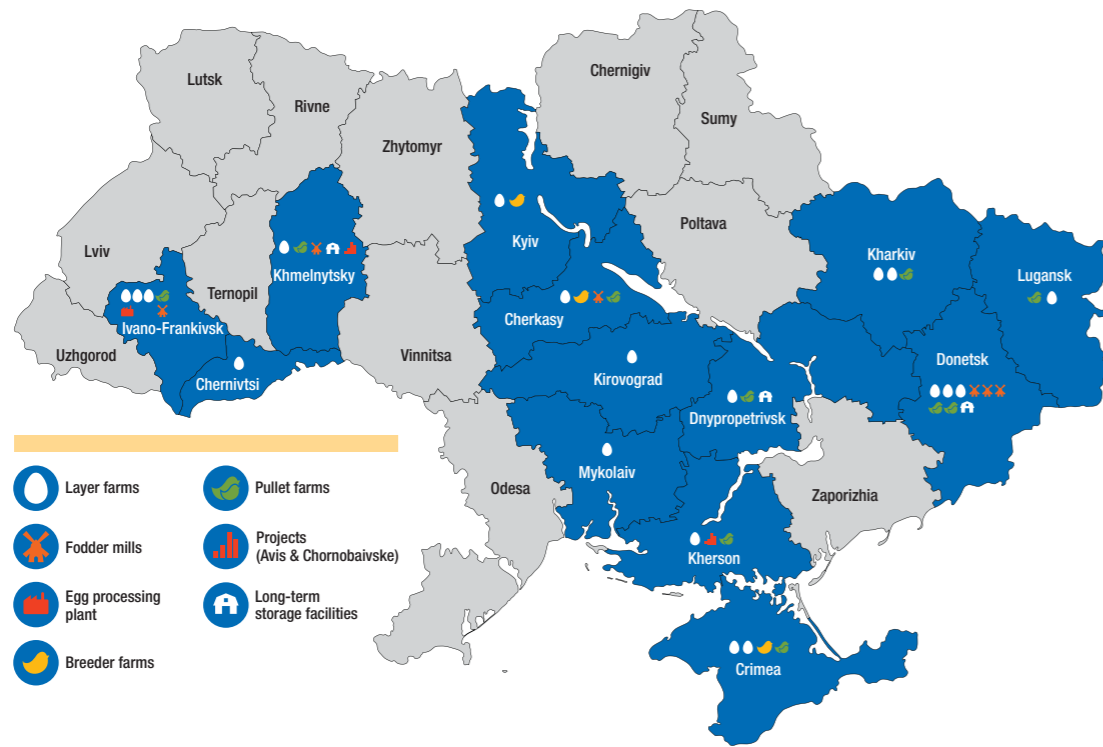 Lutsk
Rivne
Zhytomyr
Chernigiv
Sumy
Kyiv
Poltava
Lviv
Khmelnytsky
Ternopil
Ivano-Frankivsk
Uzhgorod
Chernivtsi
Vinnitsa
Cherkasy
Kirovograd
Kharkiv
Lugansk
Donetsk
Dnypropetrivsk
Mykolaiv
Odesa
Zaporizhia
Kherson
Crimea
Layer farms
Fodder mills
Egg processing
plant
Breeder farms
Pullet farms
Projects
(Avis & Chornobaivske)
Long-term
storage facilities